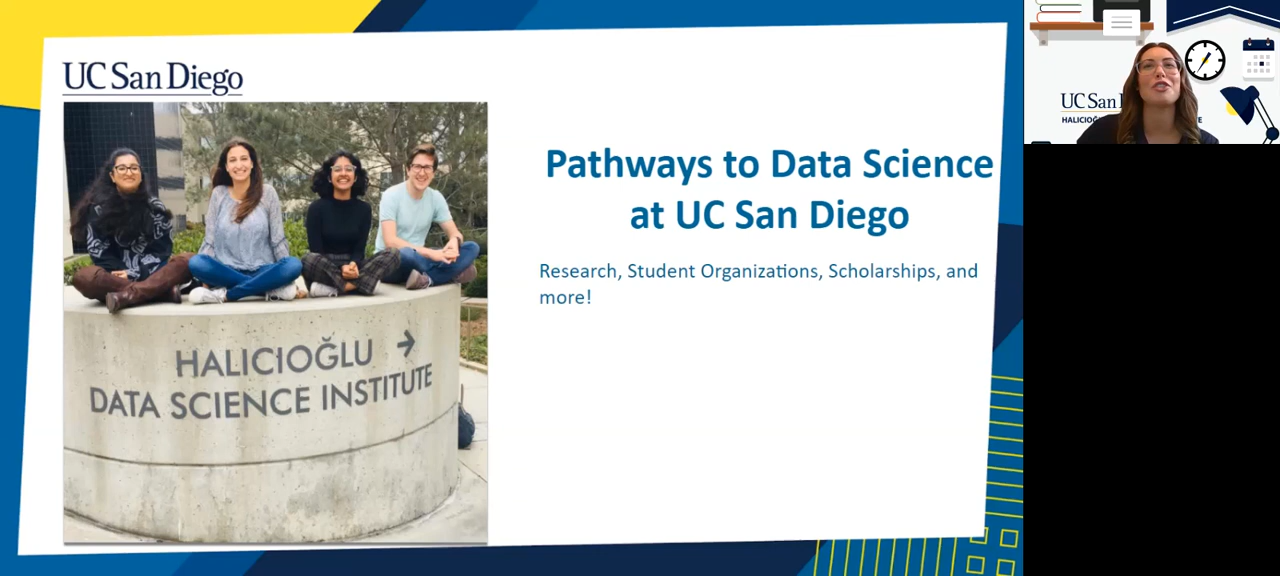 UC San Diego
HALICIOĞLU →
DATA SCIENCE INSTITUTE
Pathways to Data Science
at UC San Diego
Research, Student Organizations, Scholarships, and
more!
UC San